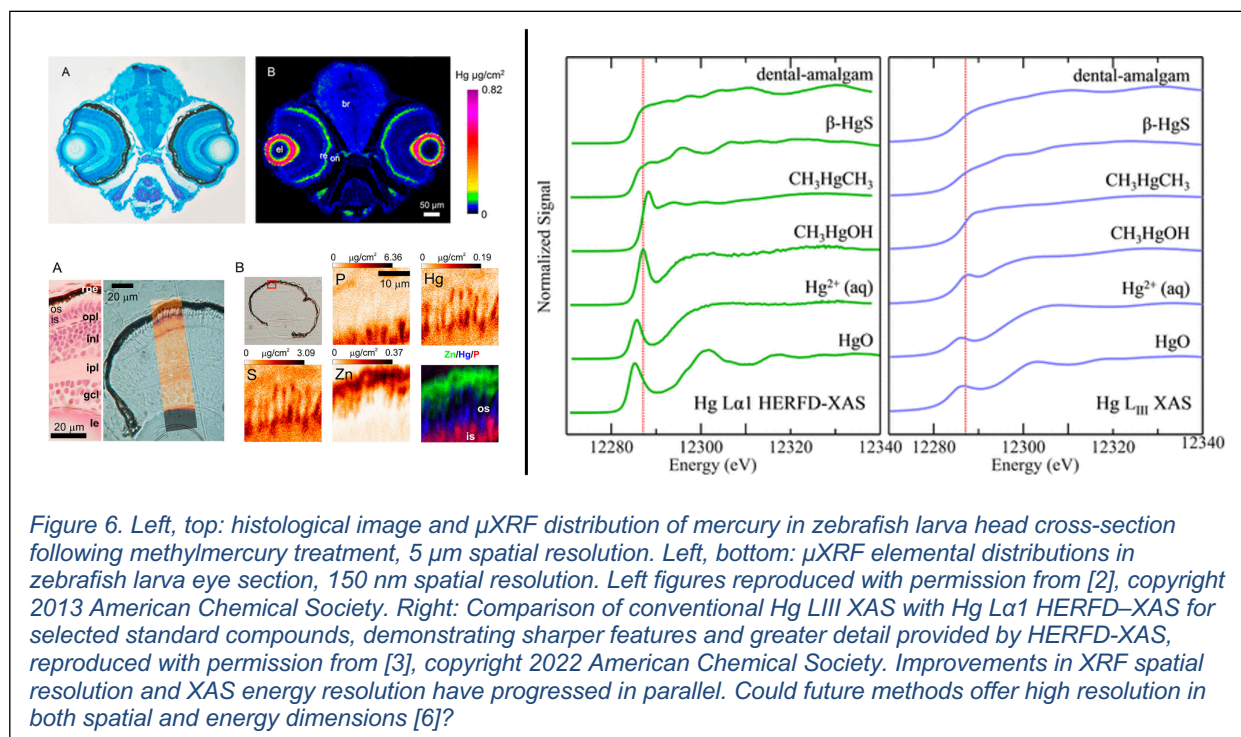 A
B
Hg µg/cm²
0.82
0
br
el
re
on
50 µm
A
20 µm
rpe
os
is
opl
inl
ipl
gcl
le
20 µm
B
0 µg/cm² 6.36
P
10 µm
0 µg/cm² 0.19
Hg
0 µg/cm² 3.09
S
0 µg/cm² 0.37
Zn
Zn/Hg/P
os
is
Normalized Signal
dental-amalgam
β-HgS
CH₃HgCH₃
CH₃HgOH
Hg²⁺ (aq)
HgO
Hg Lα1 HERFD-XAS
12280 12300 12320 12340
Energy (eV)
dental-amalgam
β-HgS
CH₃HgCH₃
CH₃HgOH
Hg²⁺ (aq)
HgO
Hg L_III XAS
12280 12300 12320 12340
Energy (eV)
Figure 6. Left, top: histological image and µXRF distribution of mercury in zebrafish larva head cross-section
following methylmercury treatment, 5 µm spatial resolution. Left, bottom: µXRF elemental distributions in
zebrafish larva eye section, 150 nm spatial resolution. Left figures reproduced with permission from [2], copyright
2013 American Chemical Society. Right: Comparison of conventional Hg LIII XAS with Hg Lα1 HERFD–XAS for
selected standard compounds, demonstrating sharper features and greater detail provided by HERFD-XAS,
reproduced with permission from [3], copyright 2022 American Chemical Society. Improvements in XRF spatial
resolution and XAS energy resolution have progressed in parallel. Could future methods offer high resolution in
both spatial and energy dimensions [6]?